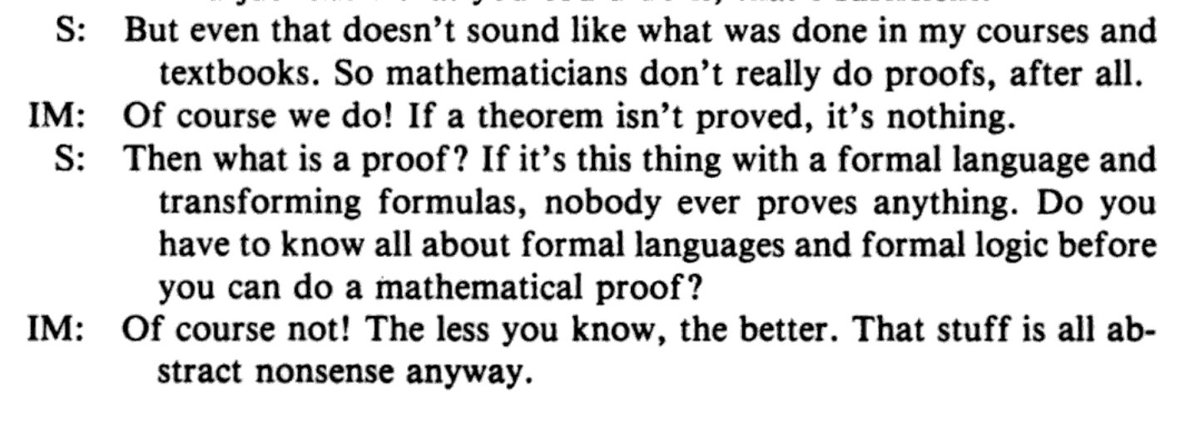 S: But even that doesn't sound like what was done in my courses and
textbooks. So mathematicians don't really do proofs, after all.
IM: Of course we do! If a theorem isn't proved, it's nothing.
S: Then what is a proof? If it's this thing with a formal language and
transforming formulas, nobody ever proves anything. Do you
have to know all about formal languages and formal logic before
you can do a mathematical proof?
IM: Of course not! The less you know, the better. That stuff is all ab-
stract nonsense anyway.